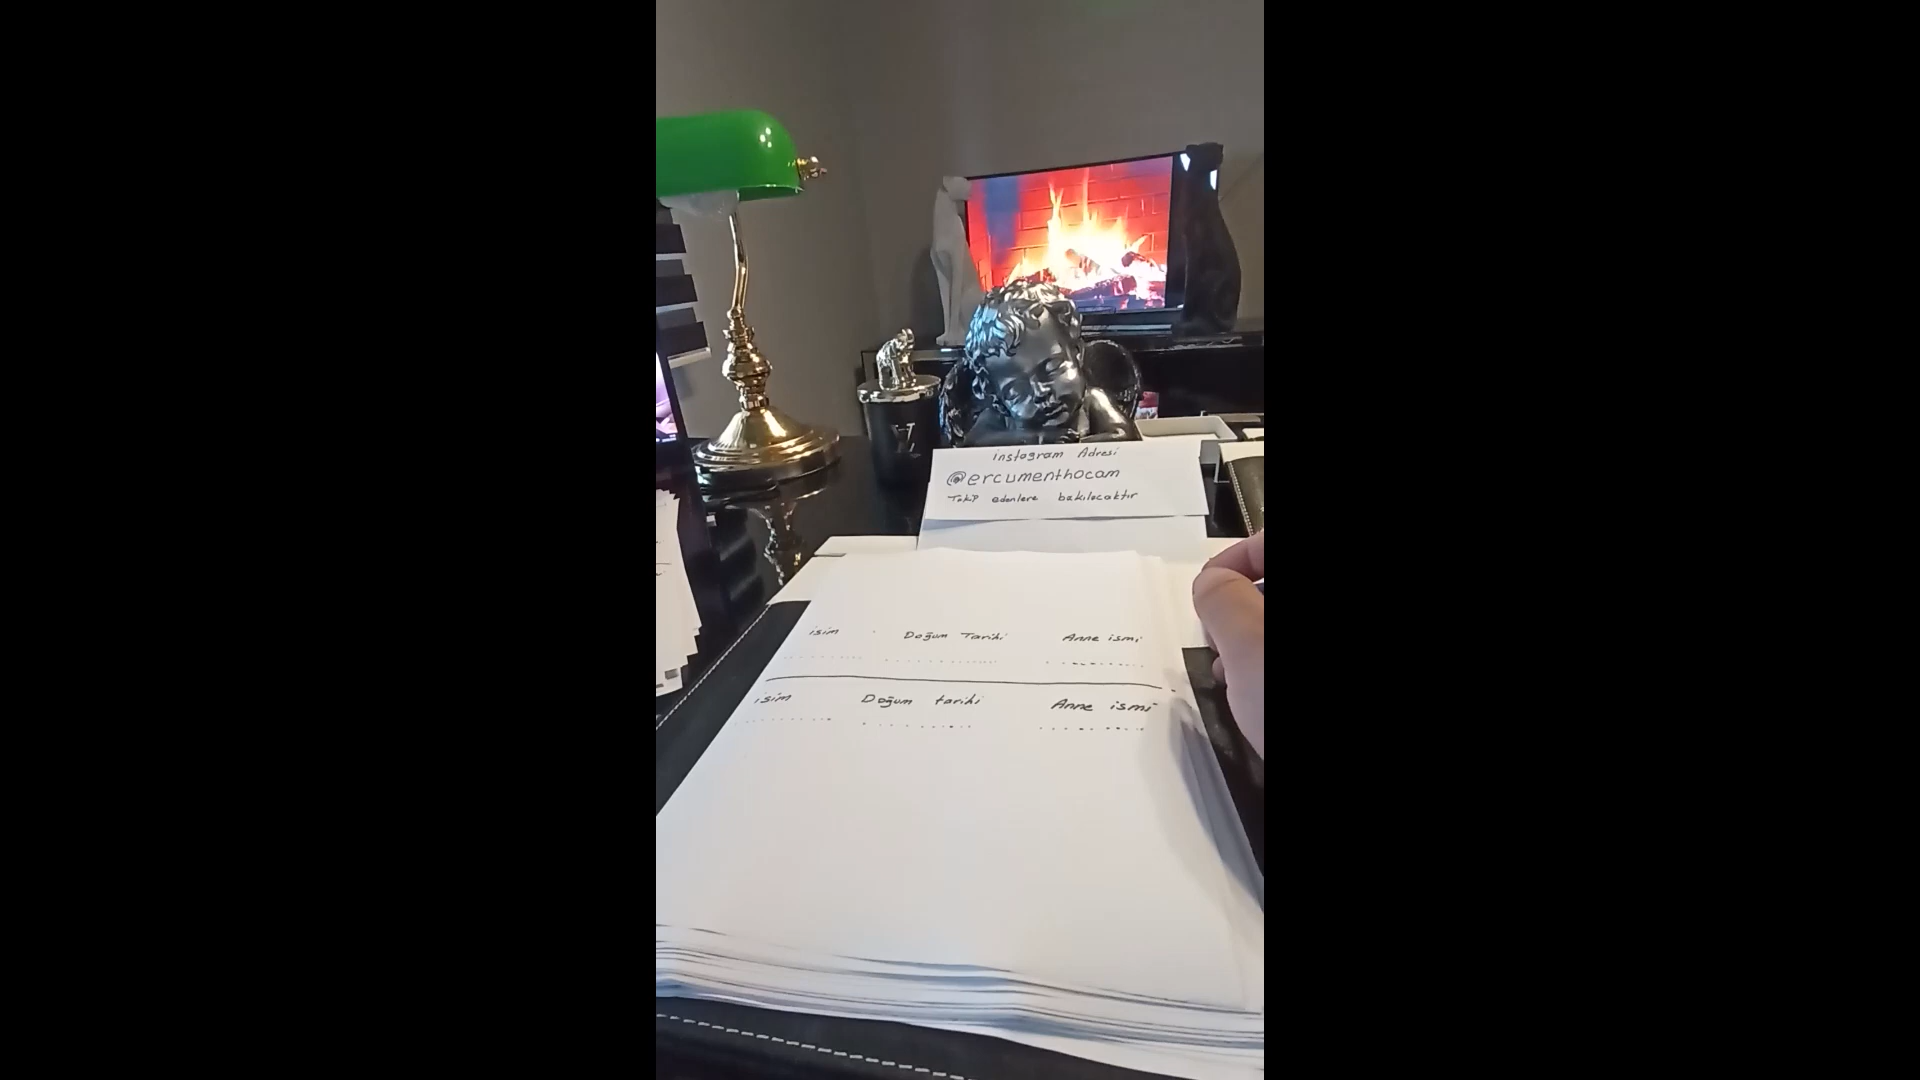 instagram Adresi
@ercumenthocam
Takip edenlere bakılacaktır
isim Doğum Tarihi Anne ismi
isim Doğum tarihi Anne ismi